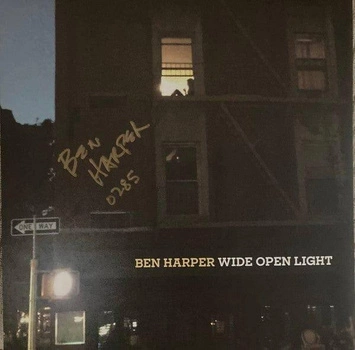 BEN
HARPER
0285
ONE WAY
BEN HARPER WIDE OPEN LIGHT